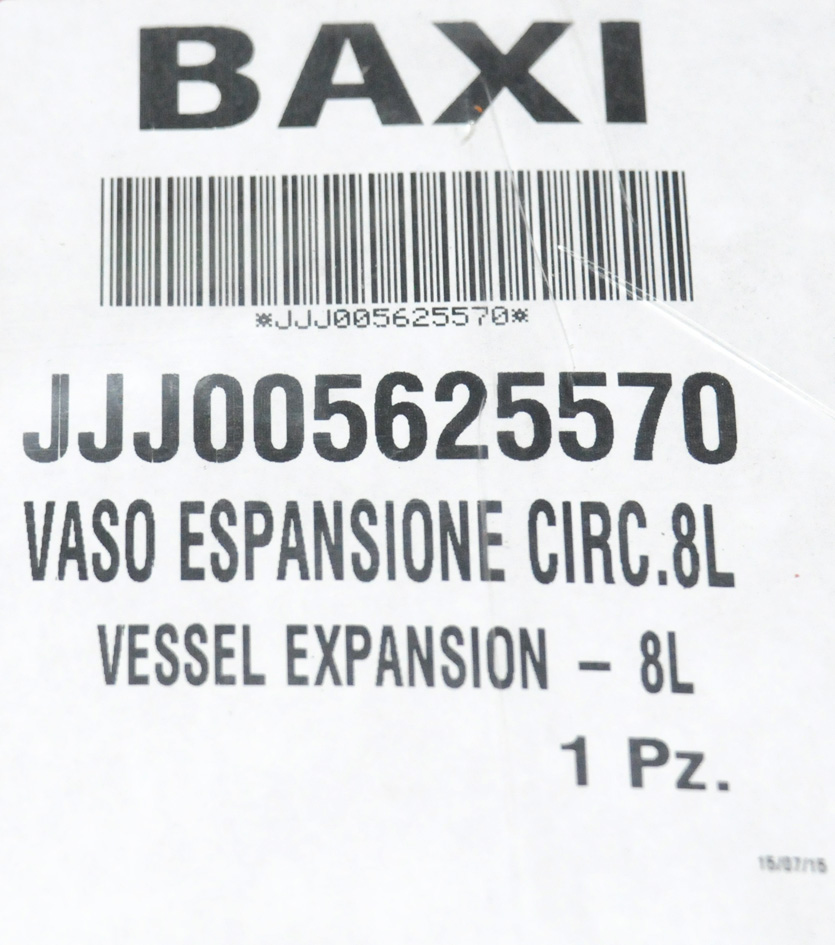 BAXI
*JJJ005625570*
JJJ005625570
VASO ESPANSIONE CIRC.8L
VESSEL EXPANSION - 8L
1 Pz.
15/07/15